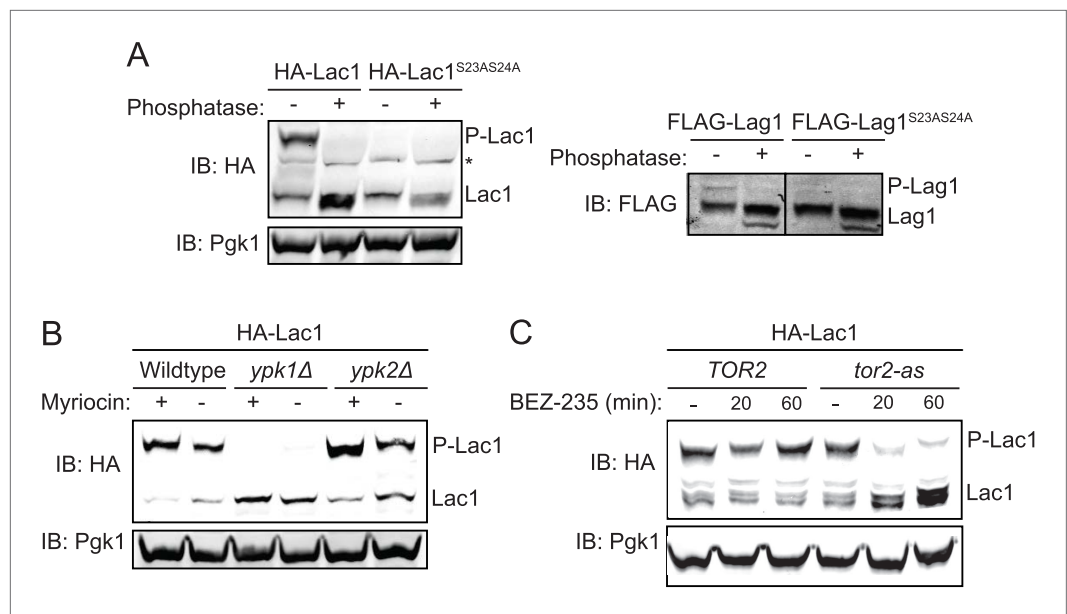 A
HA-Lac1 HA-Lac1S23AS24A
Phosphatase: - + - +
IB: HA
P-Lac1
*
Lac1
IB: Pgk1
FLAG-Lag1 FLAG-Lag1S23AS24A
Phosphatase: - + - +
IB: FLAG
P-Lag1
Lag1
B
HA-Lac1
Wildtype ypk1Δ ypk2Δ
Myriocin: + - + - + -
IB: HA
P-Lac1
Lac1
IB: Pgk1
C
HA-Lac1
TOR2 tor2-as
BEZ-235 (min): - 20 60 - 20 60
IB: HA
P-Lac1
Lac1
IB: Pgk1